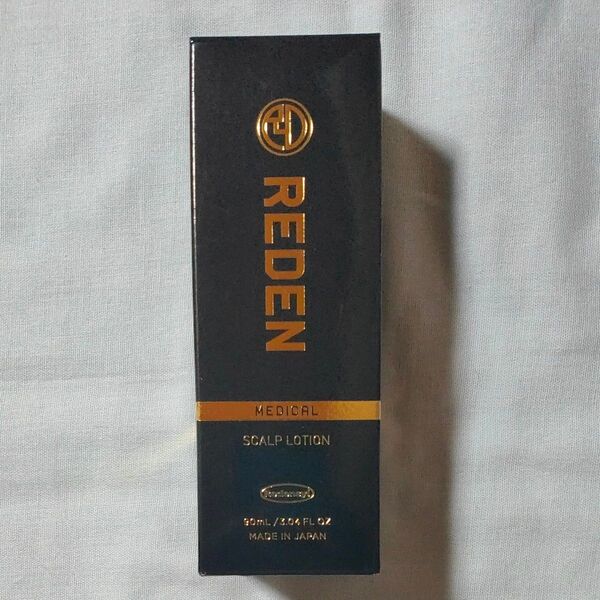 REDEN
MEDICAL
SCALP LOTION
90mL / 3.04 FL OZ
MADE IN JAPAN